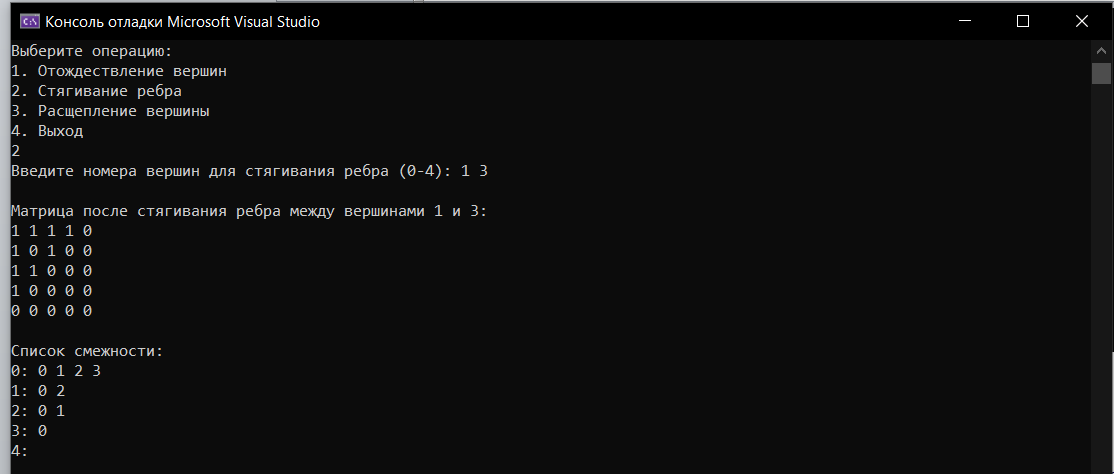 Консоль отладки Microsoft Visual Studio
Выберите операцию:
1. Отождествление вершин
2. Стягивание ребра
3. Расщепление вершины
4. Выход
2
Введите номера вершин для стягивания ребра (0-4): 1 3
Матрица после стягивания ребра между вершинами 1 и 3:
1 1 1 1 0
1 0 1 0 0
1 1 0 0 0
1 0 0 0 0
0 0 0 0 0
Список смежности:
0: 0 1 2 3
1: 0 2
2: 0 1
3: 0
4: